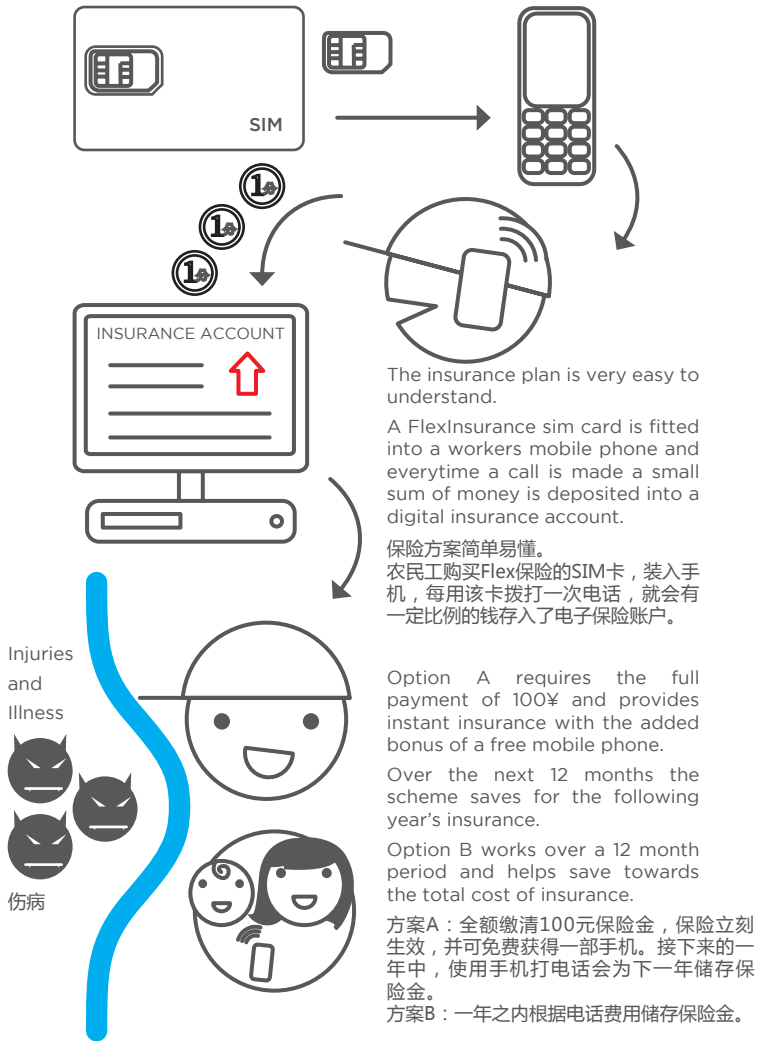 SIM
1元
1元
1元
INSURANCE ACCOUNT
The insurance plan is very easy to
understand.
A FlexInsurance sim card is fitted
into a workers mobile phone and
everytime a call is made a small
sum of money is deposited into a
digital insurance account.
保险方案简单易懂。
农民工购买Flex保险的SIM卡，装入手
机，每用该卡拨打一次电话，就会有
一定比例的钱存入了电子保险账户。
Injuries
and
Illness
伤病
Option A requires the full
payment of 100¥ and provides
instant insurance with the added
bonus of a free mobile phone.
Over the next 12 months the
scheme saves for the following
year's insurance.
Option B works over a 12 month
period and helps save towards
the total cost of insurance.
方案A：全额缴清100元保险金，保险立刻
生效，并可免费获得一部手机。接下来的一
年中，使用手机打电话会为下一年储存保
险金。
方案B：一年之内根据电话费用储存保险金。